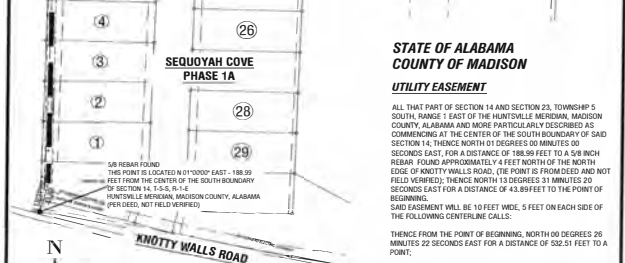 4
3
2
1
26
28
29
SEQUOYAH COVE
PHASE 1A
5/8 REBAR FOUND
THIS POINT IS LOCATED N 01°00'00" EAST - 188.99
FEET FROM THE CENTER OF THE SOUTH BOUNDARY
OF SECTION 14, T-5-S, R-1-E
HUNTSVILLE MERIDIAN, MADISON COUNTY, ALABAMA
(PER DEED, NOT FIELD VERIFIED)
N
KNOTTY WALLS ROAD
STATE OF ALABAMA
COUNTY OF MADISON
UTILITY EASEMENT
ALL THAT PART OF SECTION 14 AND SECTION 23, TOWNSHIP 5
SOUTH, RANGE 1 EAST OF THE HUNTSVILLE MERIDIAN, MADISON
COUNTY, ALABAMA AND MORE PARTICULARLY DESCRIBED AS
COMMENCING AT THE CENTER OF THE SOUTH BOUNDARY OF SAID
SECTION 14; THENCE NORTH 01 DEGREES 00 MINUTES 00
SECONDS EAST, FOR A DISTANCE OF 188.99 FEET TO A 5/8 INCH
REBAR FOUND APPROXIMATELY 4 FEET NORTH OF THE NORTH
EDGE OF KNOTTY WALLS ROAD, (TIE POINT IS FROM DEED AND NOT
FIELD VERIFIED); THENCE NORTH 13 DEGREES 31 MINUTES 20
SECONDS EAST FOR A DISTANCE OF 43.89 FEET TO THE POINT OF
BEGINNING.
SAID EASEMENT WILL BE 10 FEET WIDE, 5 FEET ON EACH SIDE OF
THE FOLLOWING CENTERLINE CALLS:
THENCE FROM THE POINT OF BEGINNING, NORTH 00 DEGREES 26
MINUTES 22 SECONDS EAST FOR A DISTANCE OF 532.51 FEET TO A
POINT;